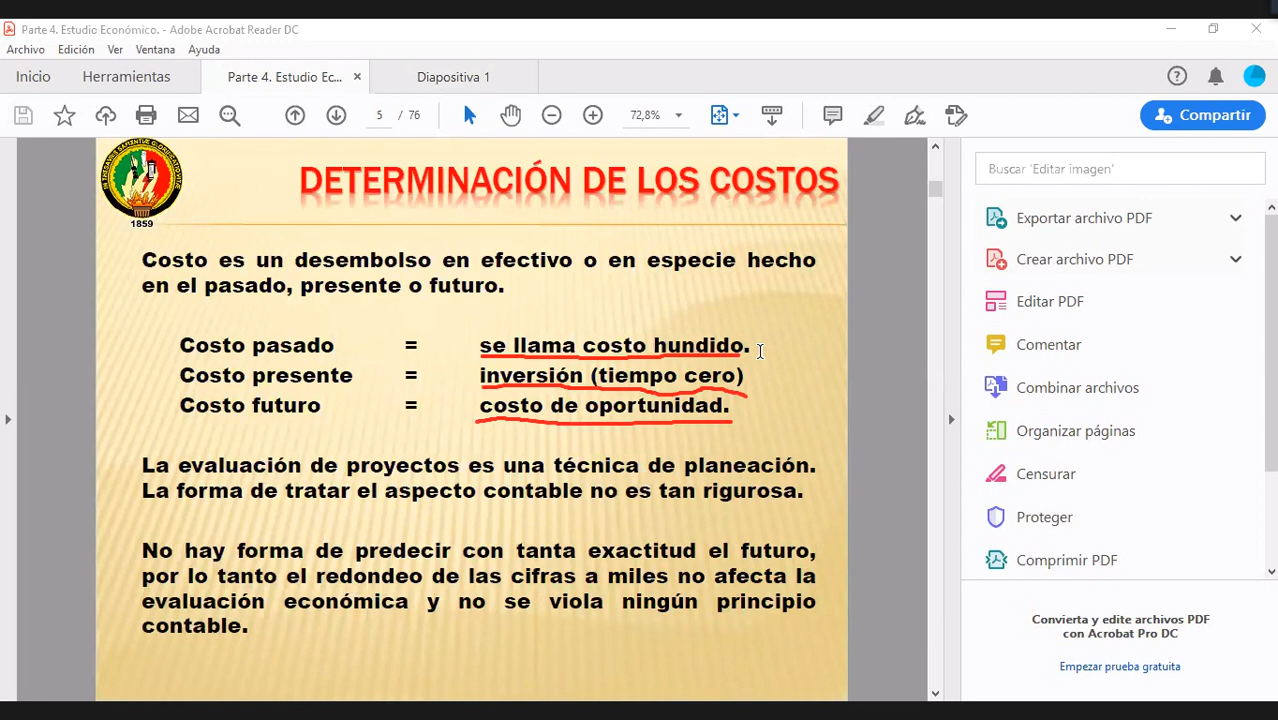 Parte 4. Estudio Económico. - Adobe Acrobat Reader DC
Archivo Edición Ver Ventana Ayuda
Inicio Herramientas Parte 4. Estudio Ec... × Diapositiva 1
5 / 76 72,8% Compartir
DETERMINACIÓN DE LOS COSTOS
1859
Costo es un desembolso en efectivo o en especie hecho
en el pasado, presente o futuro.
Costo pasado = se llama costo hundido.
Costo presente = inversión (tiempo cero)
Costo futuro = costo de oportunidad.
La evaluación de proyectos es una técnica de planeación.
La forma de tratar el aspecto contable no es tan rigurosa.
No hay forma de predecir con tanta exactitud el futuro,
por lo tanto el redondeo de las cifras a miles no afecta la
evaluación económica y no se viola ningún principio
contable.
Buscar 'Editar imagen'
Exportar archivo PDF
Crear archivo PDF
Editar PDF
Comentar
Combinar archivos
Organizar páginas
Censurar
Proteger
Comprimir PDF
Convierta y edite archivos PDF
con Acrobat Pro DC
Empezar prueba gratuita